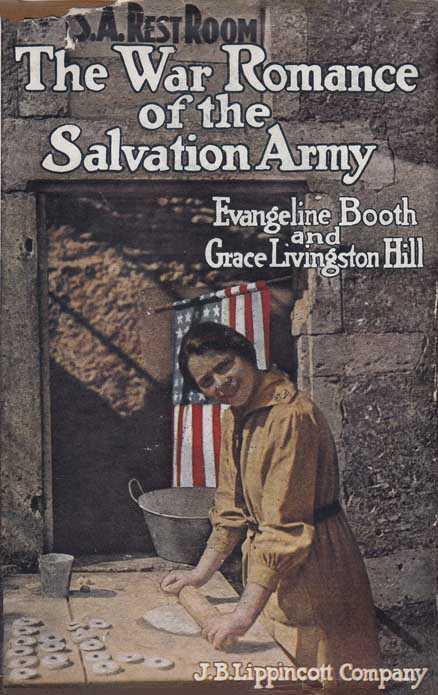 S.A. REST ROOM
The War Romance
of the
Salvation Army
Evangeline Booth
and
Grace Livingston Hill
J.B. Lippincott Company